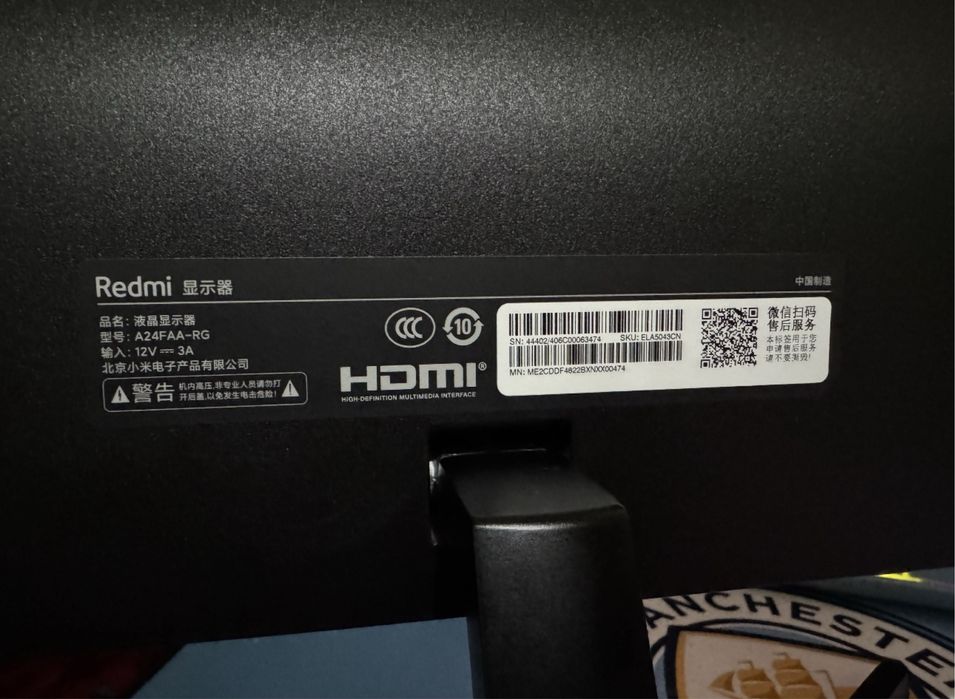 Redmi 显示器
中国制造
品名: 液晶显示器
型号: A24FAA-RG
输入: 12V⎓3A
北京小米电子产品有限公司
警告 机内高压,非专业人员请勿打
开后盖,以免发生电击危险!
CCC
10
HDMI®
HIGH-DEFINITION MULTIMEDIA INTERFACE
SN: 44402/406C00063474 SKU: ELA5043CN
MN: ME2CDDF4622BXNXX00474
微信扫码
售后服务
本标签用于您
申请售后服务
请不要撕毁!
ANCHESTE